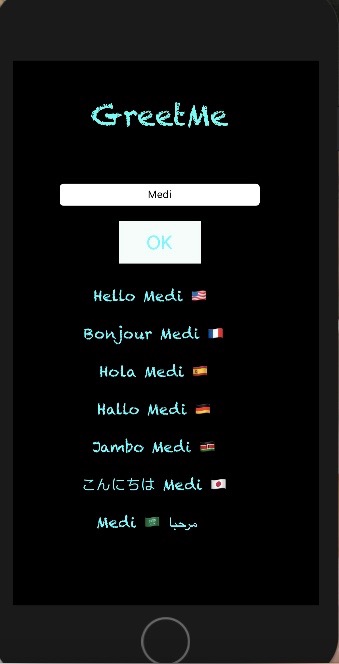 GreetMe
Medi
OK
Hello Medi 🇺🇸
Bonjour Medi 🇫🇷
Hola Medi 🇪🇸
Hallo Medi 🇩🇪
Jambo Medi 🇰🇪
こんにちは Medi 🇯🇵
Medi 🇸🇦 مرحبا